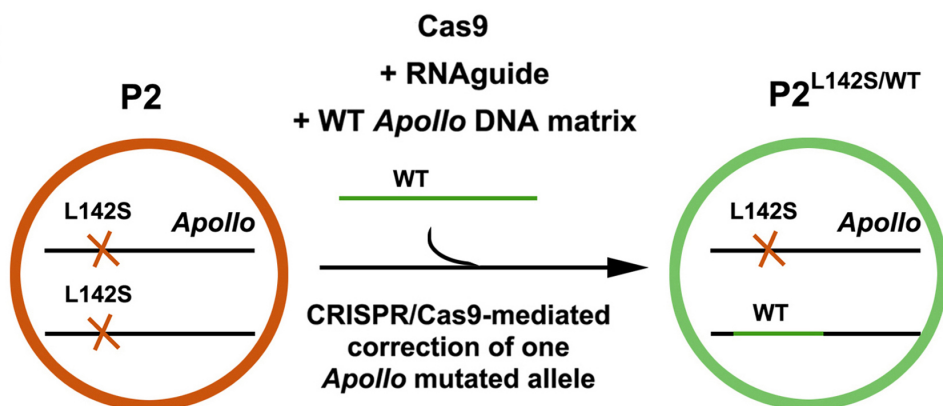 P2
L142S
Apollo
L142S
Cas9
+ RNAguide
+ WT Apollo DNA matrix
WT
CRISPR/Cas9-mediated
correction of one
Apollo mutated allele
P2L142S/WT
L142S
Apollo
WT